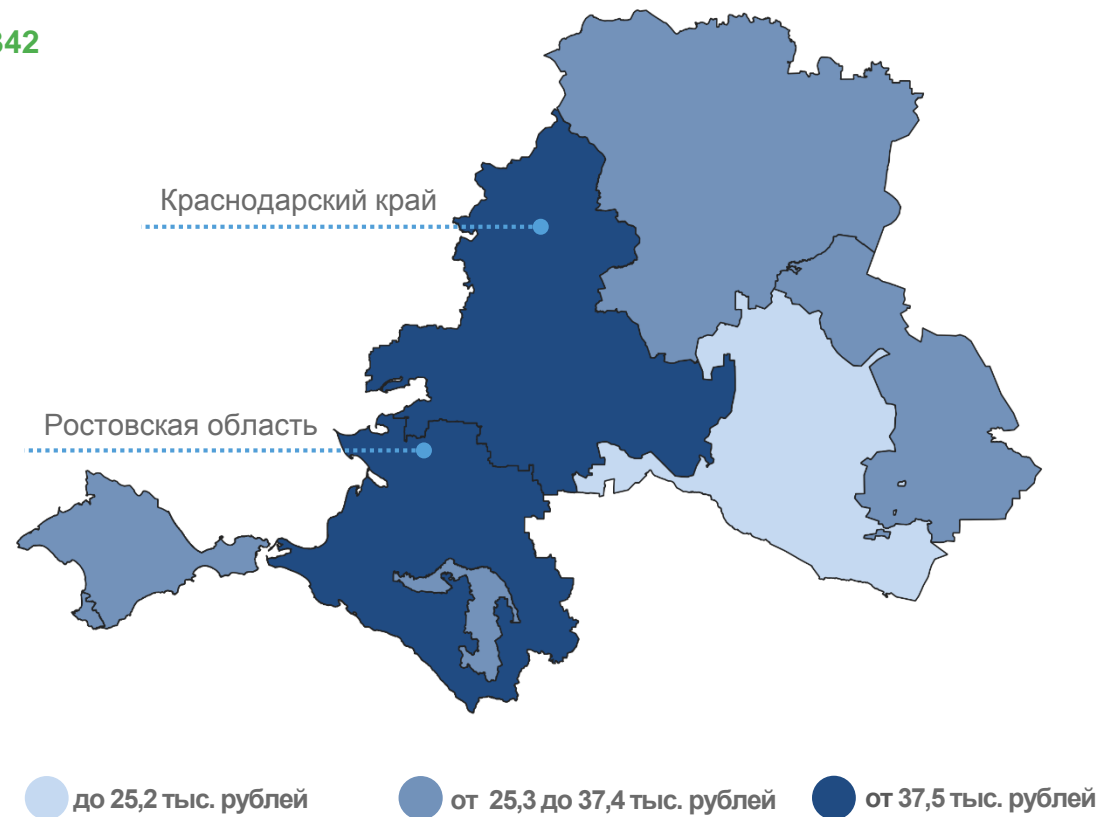 342
Краснодарский край
Ростовская область
до 25,2 тыс. рублей
от 25,3 до 37,4 тыс. рублей
от 37,5 тыс. рублей